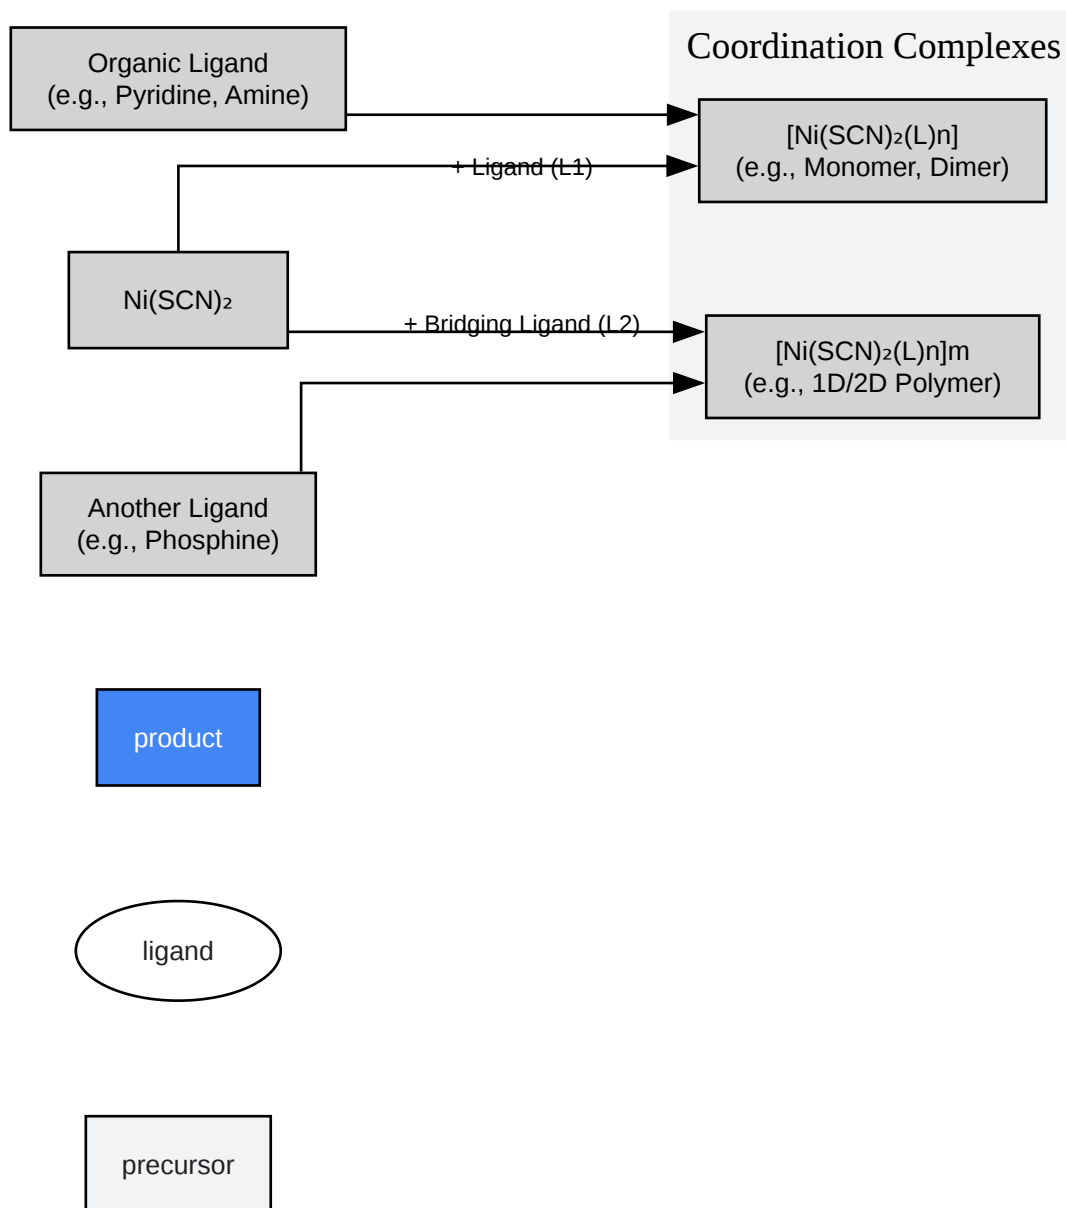 Coordination Complexes
Organic Ligand
(e.g., Pyridine, Amine)
[Ni(SCN)₂(L)n]
(e.g., Monomer, Dimer)
+ Ligand (L1)
Ni(SCN)₂
+ Bridging Ligand (L2)
[Ni(SCN)₂(L)n]m
(e.g., 1D/2D Polymer)
Another Ligand
(e.g., Phosphine)
product
ligand
precursor